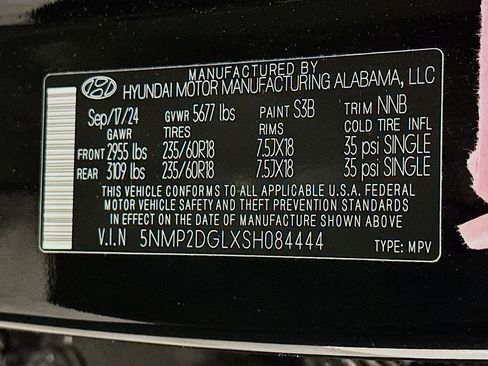 MANUFACTURED BY
HYUNDAI MOTOR MANUFACTURING ALABAMA, LLC
Sep/17/24 GVWR 5677 lbs PAINT S3B TRIM NNB
GAWR TIRES RIMS COLD TIRE INFL
FRONT 2955 lbs 235/60R18 7.5JX18 35 psi SINGLE
REAR 3109 lbs 235/60R18 7.5JX18 35 psi SINGLE
THIS VEHICLE CONFORMS TO ALL APPLICABLE U.S.A. FEDERAL
MOTOR VEHICLE SAFETY AND THEFT PREVENTION STANDARDS
IN EFFECT ON THE DATE OF MANUFACTURE SHOWN ABOVE
V.I.N 5NMP2DGLXSH084444 TYPE: MPV